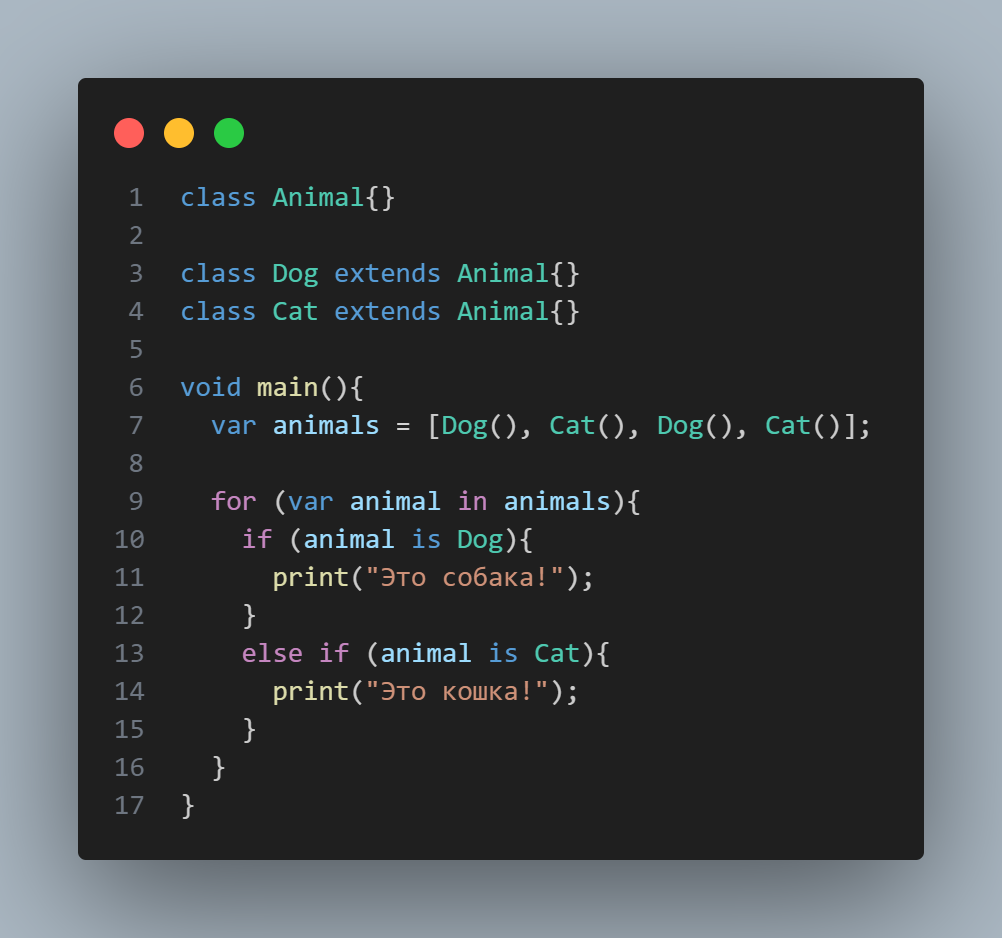 1 class Animal{}
2
3 class Dog extends Animal{}
4 class Cat extends Animal{}
5
6 void main(){
7   var animals = [Dog(), Cat(), Dog(), Cat()];
8
9   for (var animal in animals){
10     if (animal is Dog){
11       print("Это собака!");
12     }
13     else if (animal is Cat){
14       print("Это кошка!");
15     }
16   }
17 }